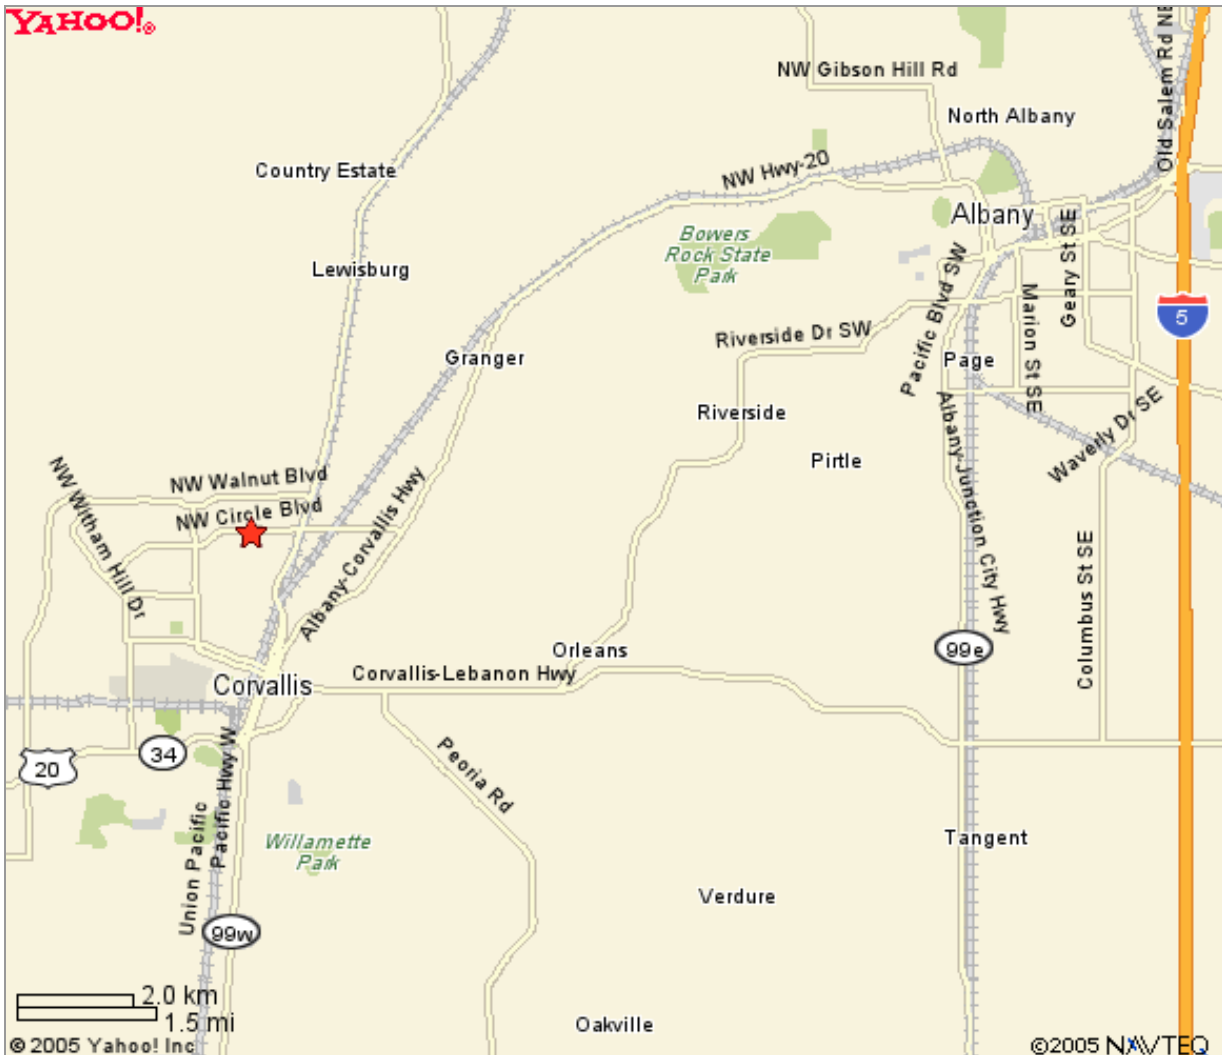 YAHOO!®
NW Gibson Hill Rd
Old Salem Rd NE
North Albany
Country Estate
NW Hwy-20
Albany
Bowers
Rock State
Park
Geary St SE
Lewisburg
Pacific Blvd SW
Marion St SE
5
Riverside Dr SW
Granger
Page
Riverside
Albany-Junction City Hwy
Waverly Dr SE
Pirtle
NW Walnut Blvd
NW Witham Hill Dr
NW Circle Blvd
Albany-Corvallis Hwy
Columbus St SE
Orleans
99e
Corvallis-Lebanon Hwy
Corvallis
34
20
Peoria Rd
Union Pacific
Pacific Hwy W
Willamette
Park
Tangent
Verdure
99w
2.0 km
1.5 mi
Oakville
© 2005 Yahoo! Inc
©2005 NAVTEQ